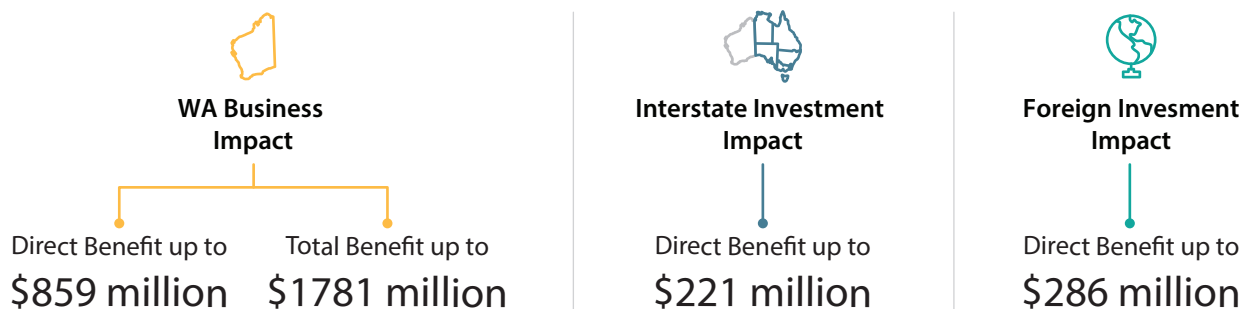 WA Business
Impact
Direct Benefit up to
$859 million
Total Benefit up to
$1781 million
Interstate Investment
Impact
Direct Benefit up to
$221 million
Foreign Invesment
Impact
Direct Benefit up to
$286 million